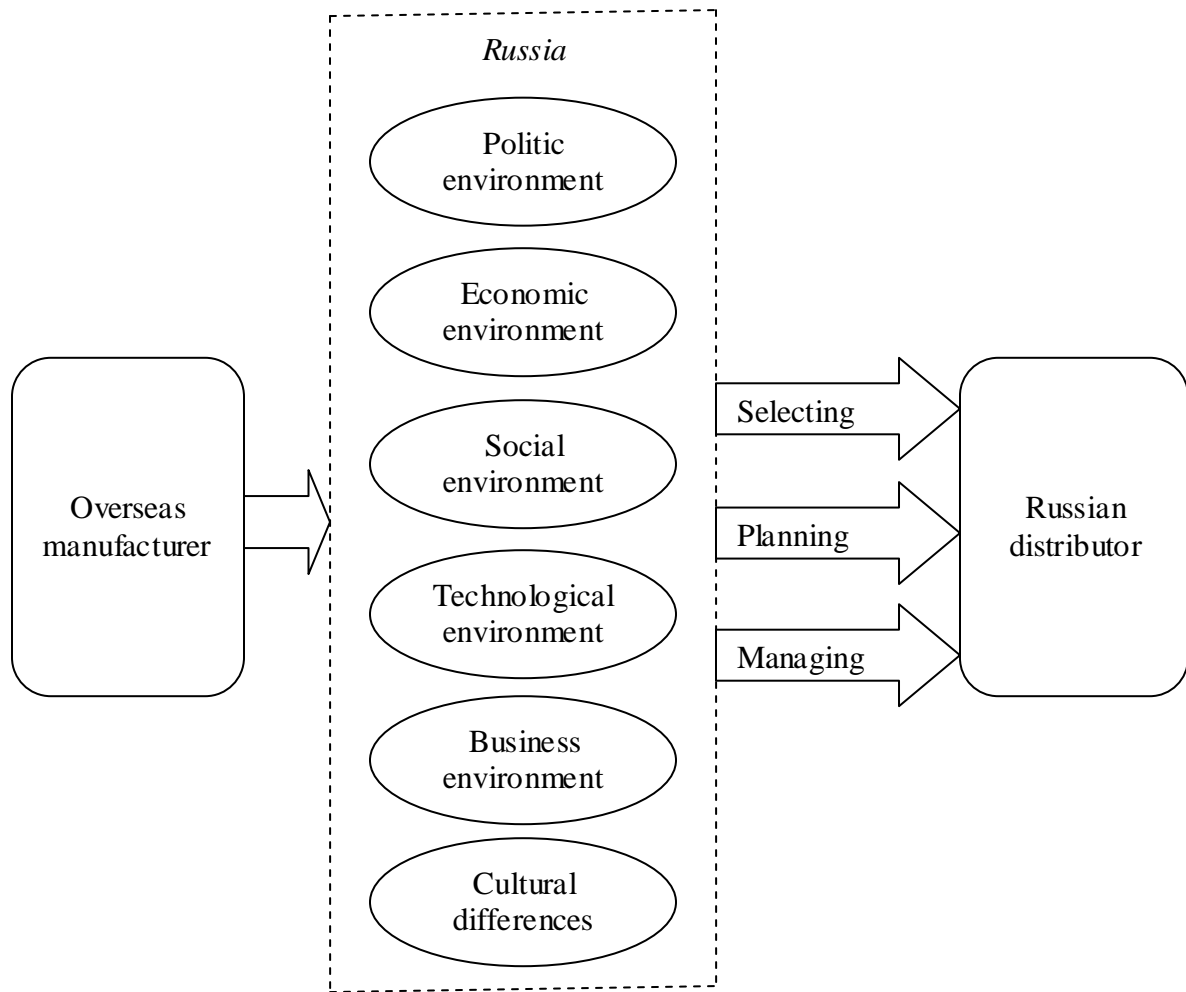 Russia
Politic
environment
Economic
environment
Social
environment
Technological
environment
Business
environment
Cultural
differences
Overseas
manufacturer
Selecting
Planning
Managing
Russian
distributor